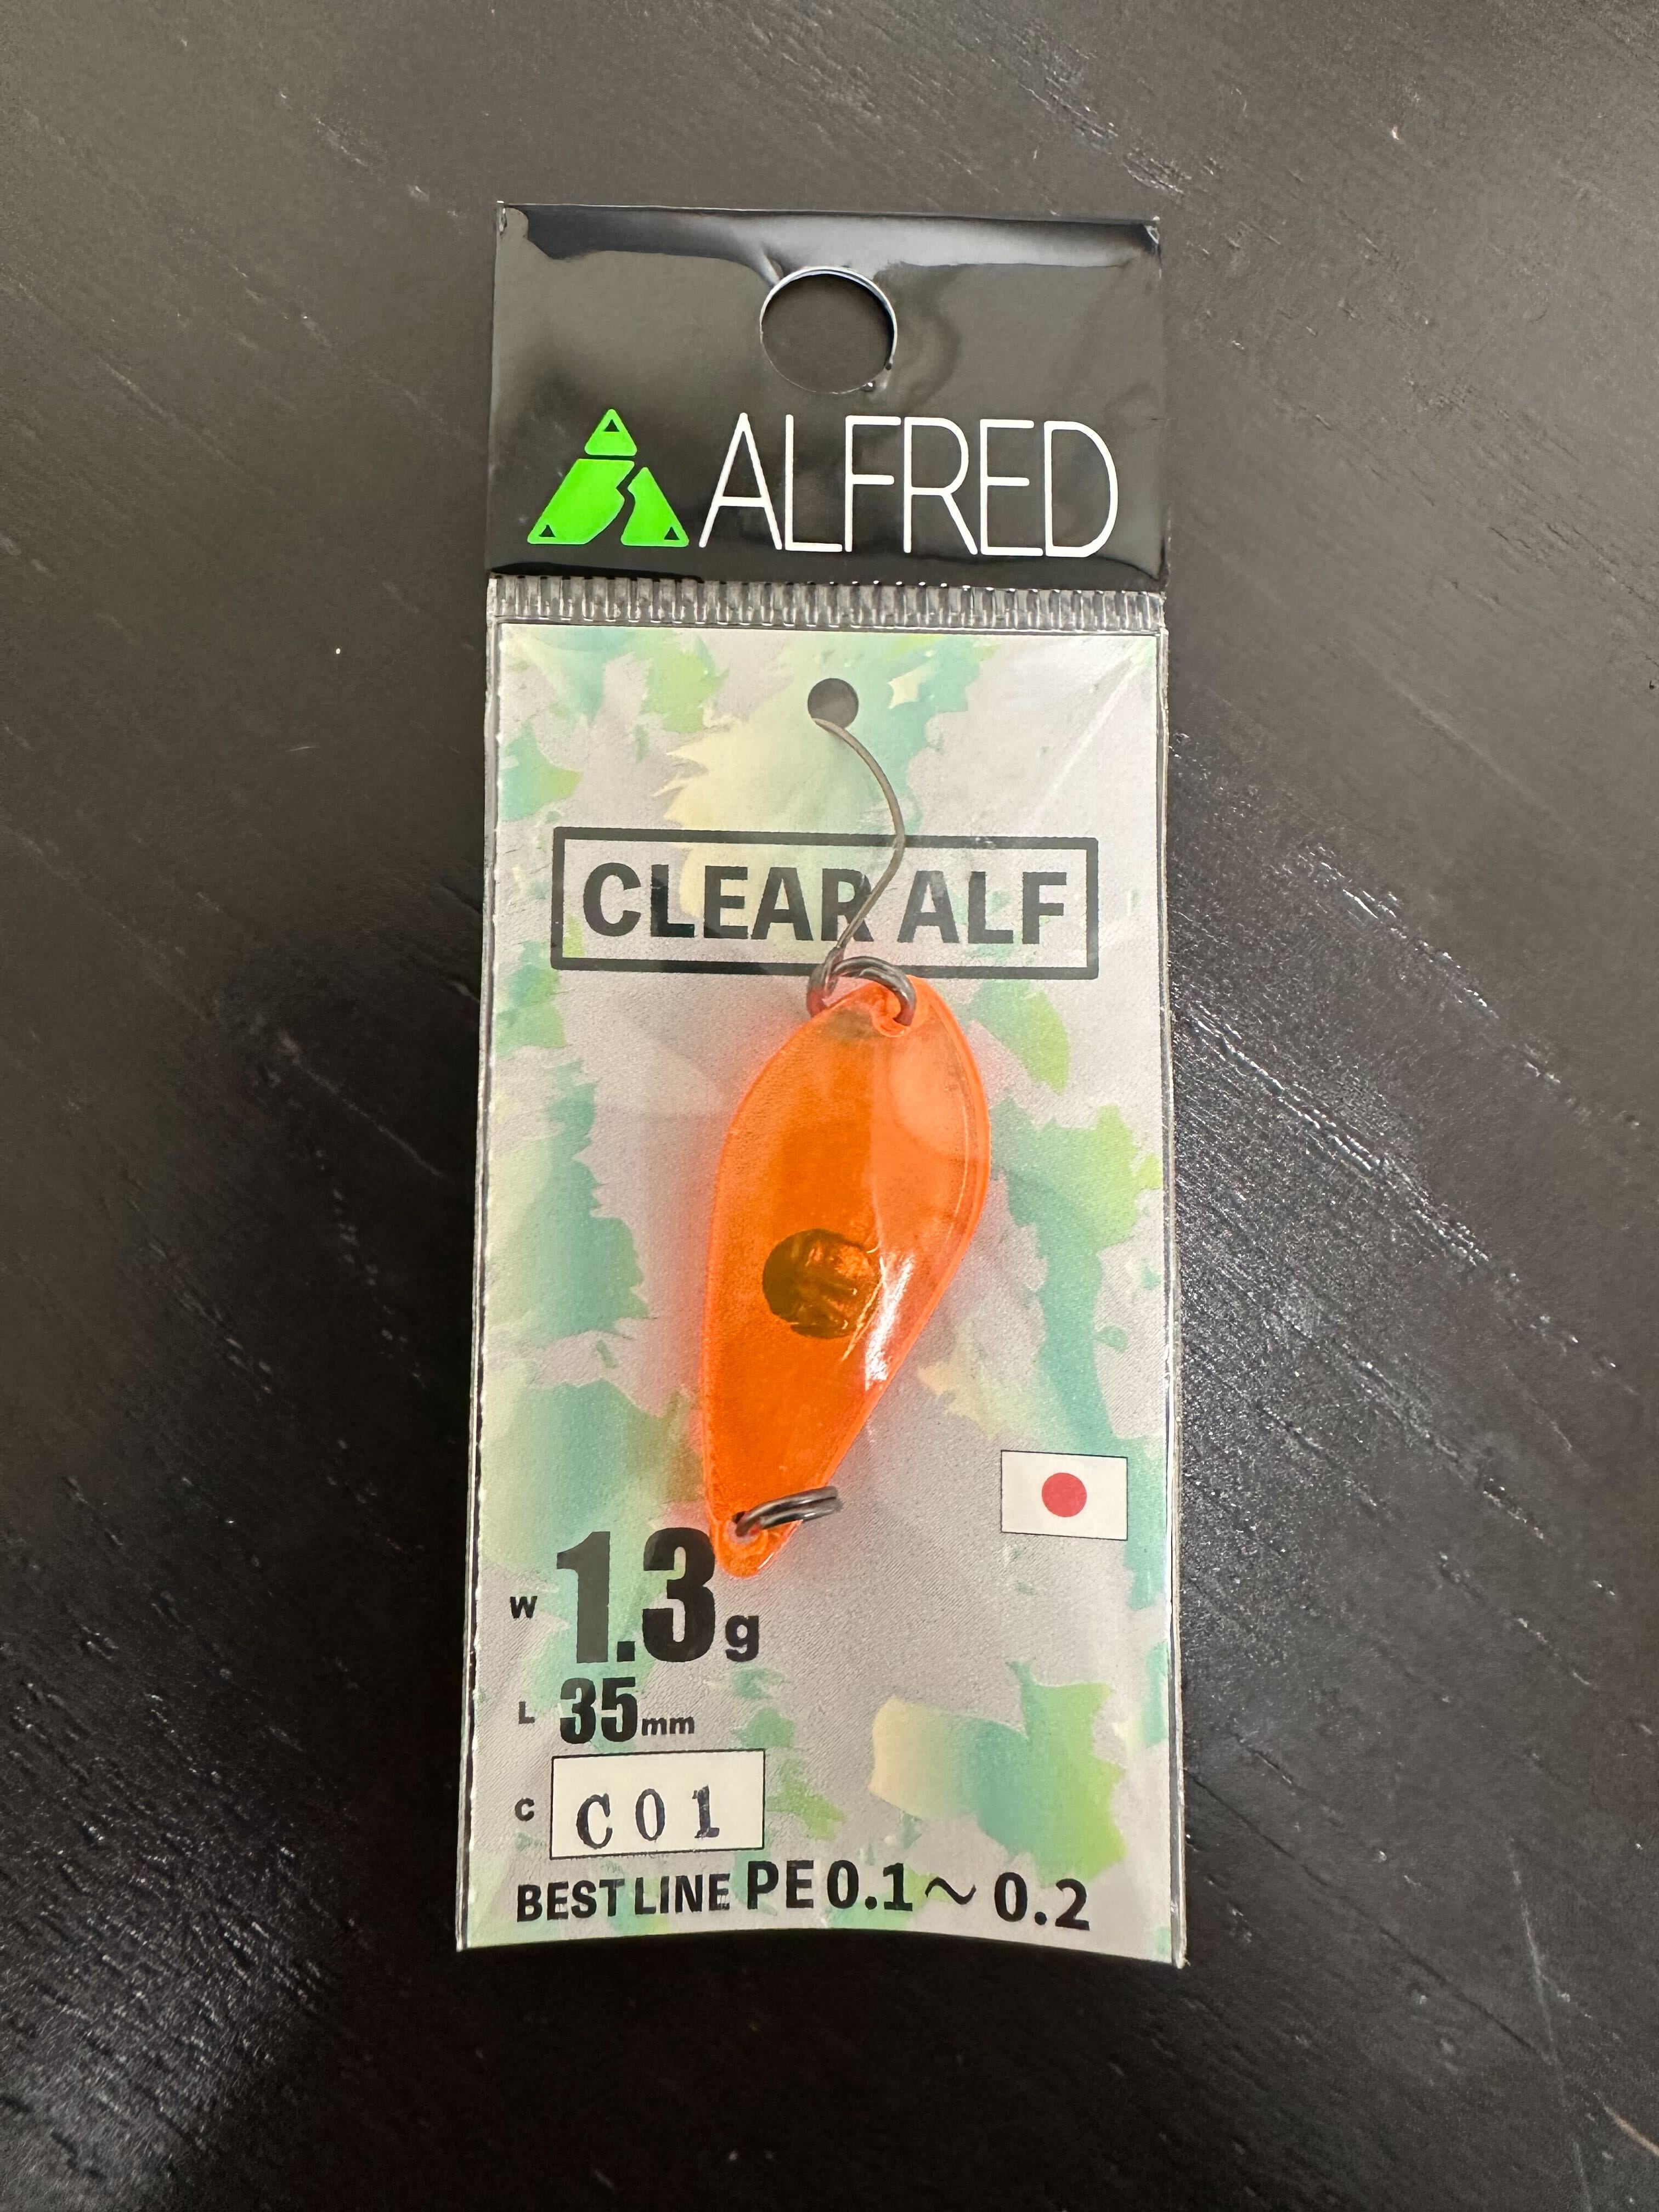 ALFRED
CLEAR ALF
W 1.3g
L 35mm
C C01
BEST LINE PE 0.1～0.2